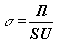 σ = П / SU